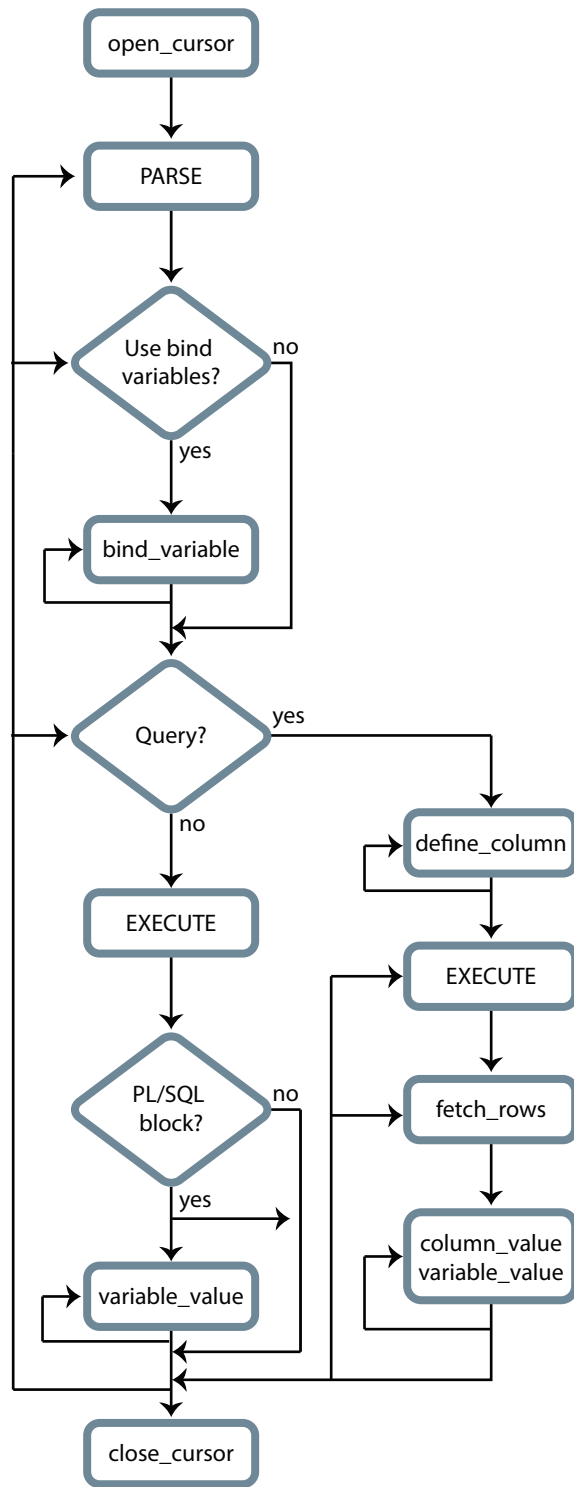 open_cursor
PARSE
Use bind
variables?
no
yes
bind_variable
Query?
yes
no
define_column
EXECUTE
EXECUTE
PL/SQL
block?
no
yes
fetch_rows
column_value
variable_value
variable_value
close_cursor